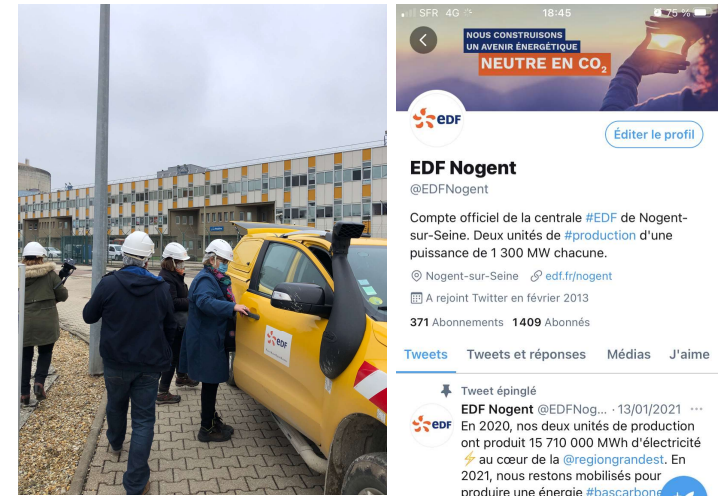 edf
SFR 4G 18:45 75 %
NOUS CONSTRUISONS
UN AVENIR ÉNERGÉTIQUE
NEUTRE EN CO₂
edf
Éditer le profil
EDF Nogent
@EDFNogent
Compte officiel de la centrale #EDF de Nogent-
sur-Seine. Deux unités de #production d'une
puissance de 1 300 MW chacune.
Nogent-sur-Seine edf.fr/nogent
A rejoint Twitter en février 2013
371 Abonnements 1 409 Abonnés
Tweets Tweets et réponses Médias J'aime
Tweet épinglé
EDF Nogent @EDFNog... · 13/01/2021 ...
edf
En 2020, nos deux unités de production
ont produit 15 710 000 MWh d'électricité
⚡ au cœur de la @regiongrandest. En
2021, nous restons mobilisés pour
produire une énergie #bascarbone